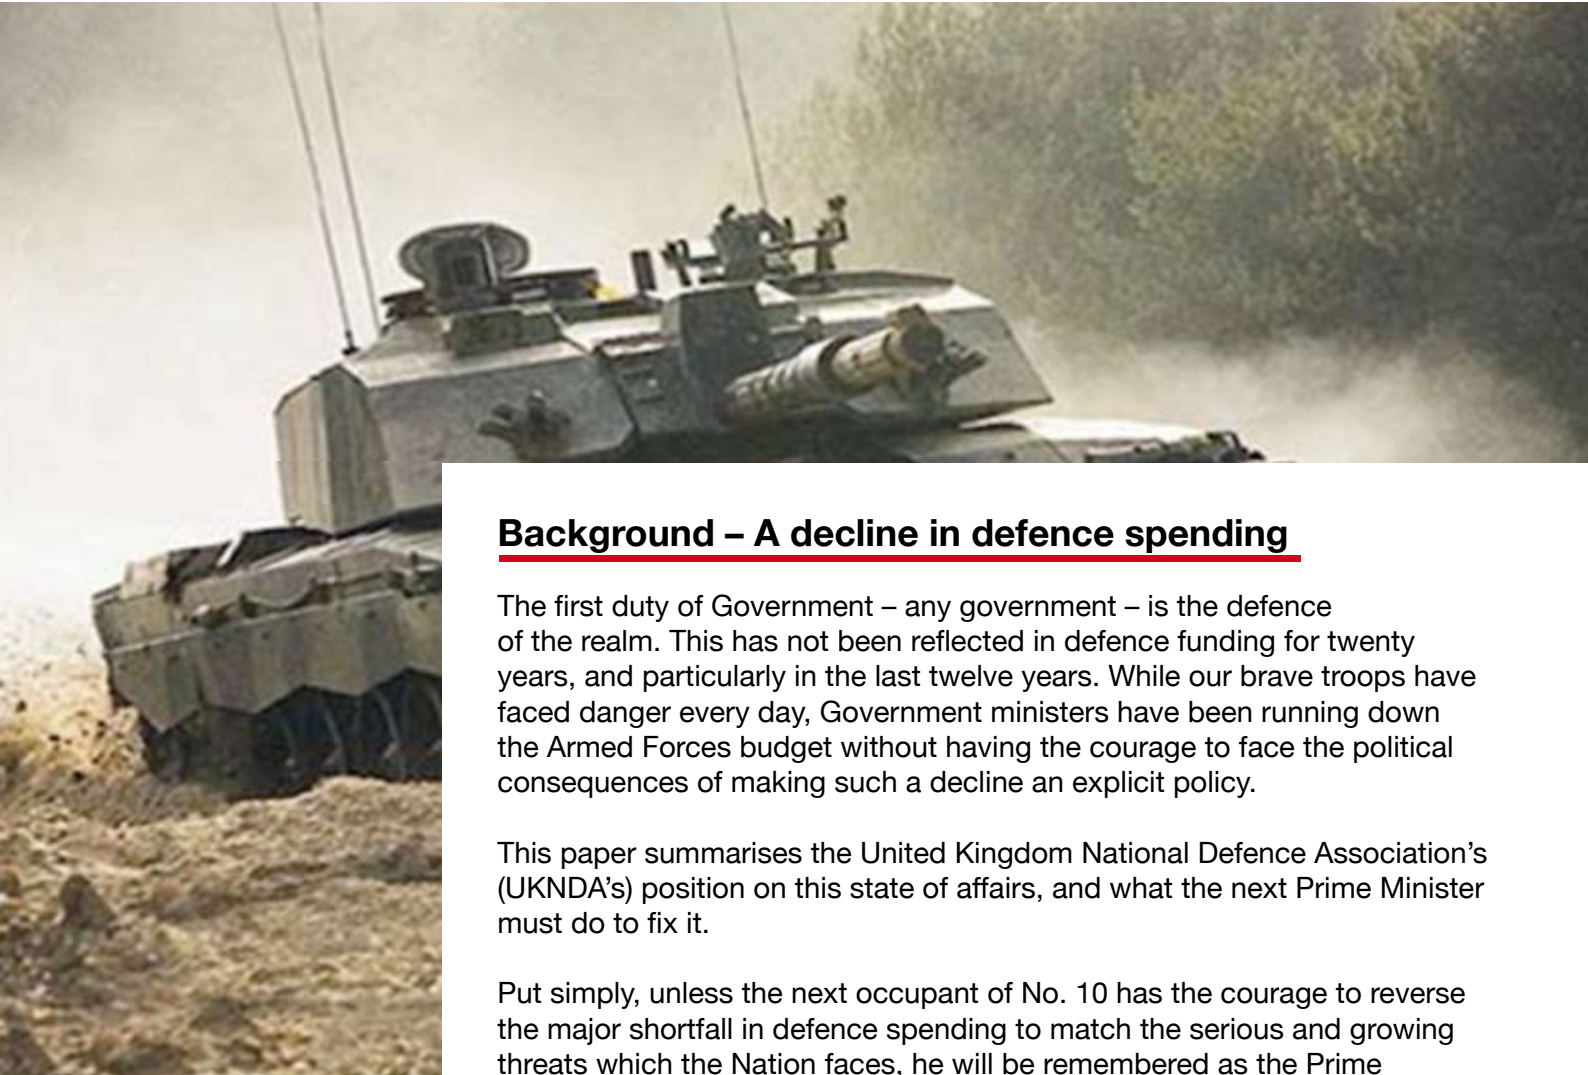 Background – A decline in defence spending
The first duty of Government – any government – is the defence
of the realm. This has not been reflected in defence funding for twenty
years, and particularly in the last twelve years. While our brave troops have
faced danger every day, Government ministers have been running down
the Armed Forces budget without having the courage to face the political
consequences of making such a decline an explicit policy.
This paper summarises the United Kingdom National Defence Association’s
(UKNDA’s) position on this state of affairs, and what the next Prime Minister
must do to fix it.
Put simply, unless the next occupant of No. 10 has the courage to reverse
the major shortfall in defence spending to match the serious and growing
threats which the Nation faces, he will be remembered as the Prime